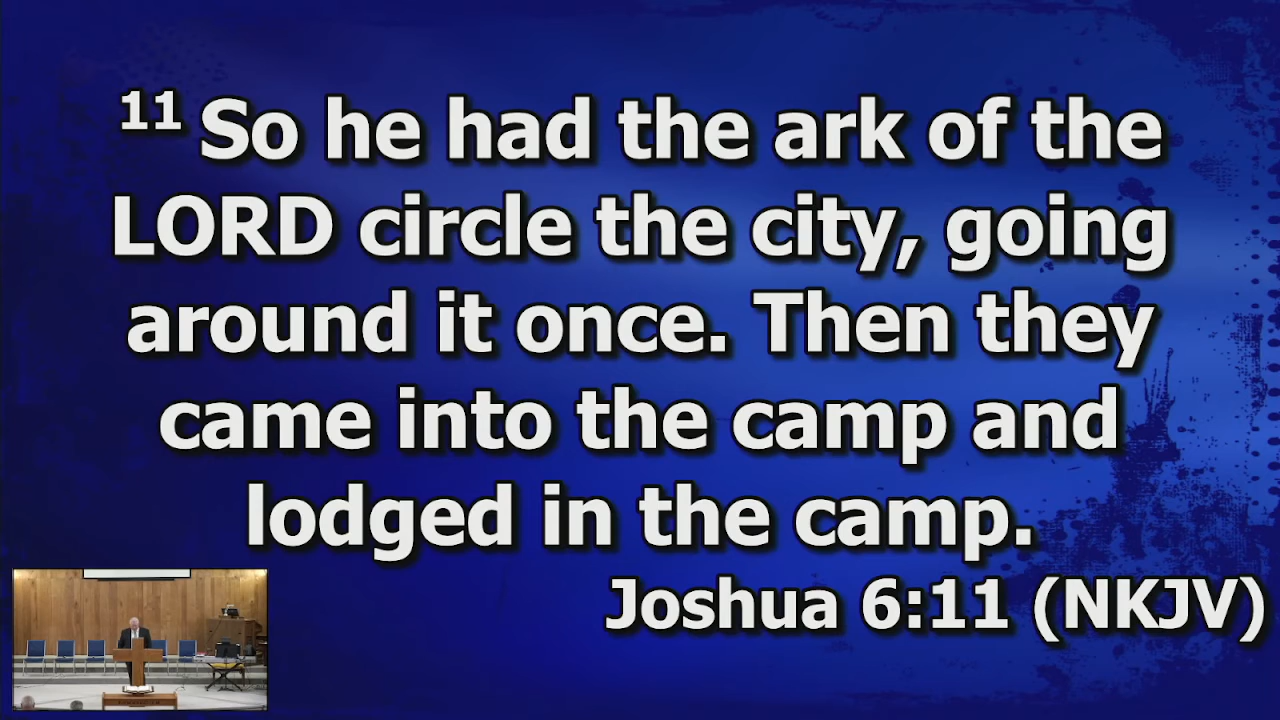 11 So he had the ark of the
LORD circle the city, going
around it once. Then they
came into the camp and
lodged in the camp.
Joshua 6:11 (NKJV)